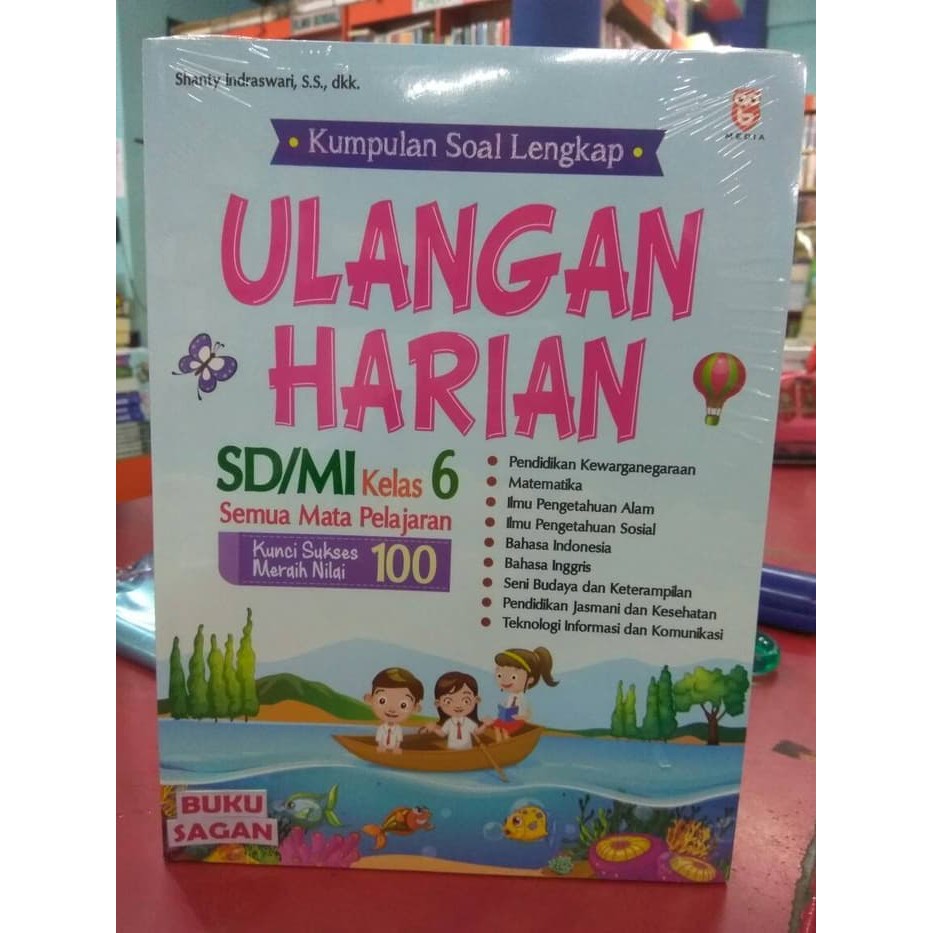 Shanty Indraswari, S.S., dkk.
MEDIA
Kumpulan Soal Lengkap
ULANGAN
HARIAN
SD/MI Kelas 6
Semua Mata Pelajaran
Kunci Sukses
Meraih Nilai 100
Pendidikan Kewarganegaraan
Matematika
Ilmu Pengetahuan Alam
Ilmu Pengetahuan Sosial
Bahasa Indonesia
Bahasa Inggris
Seni Budaya dan Keterampilan
Pendidikan Jasmani dan Kesehatan
Teknologi Informasi dan Komunikasi
BUKU
SAGAN